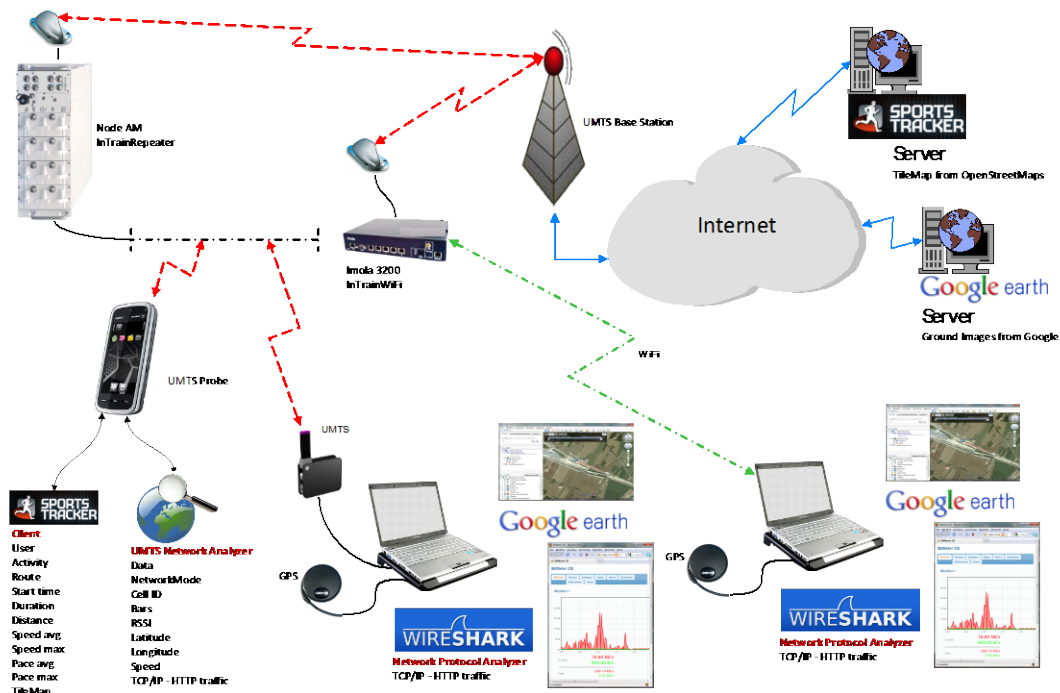 Node AM
InTrainRepeater
UMTS Base Station
SPORTS
TRACKER
Server
TileMap from OpenStreetMaps
Internet
Imola 3200
InTrainWiFi
Google earth
Server
Ground Images from Google
WiFi
UMTS Probe
UMTS
SPORTS
TRACKER
Client
User
Activity
Route
Start time
Duration
Distance
Speed avg
Speed max
Pace avg
Pace max
TileMap
UMTS Network Analyzer
Data
NetworkMode
Cell ID
Bars
RSSI
Latitude
Longitude
Speed
TCP/IP - HTTP traffic
GPS
Google earth
WIRESHARK
Network Protocol Analyzer
TCP/IP - HTTP traffic
GPS
Google earth
WIRESHARK
Network Protocol Analyzer
TCP/IP - HTTP traffic